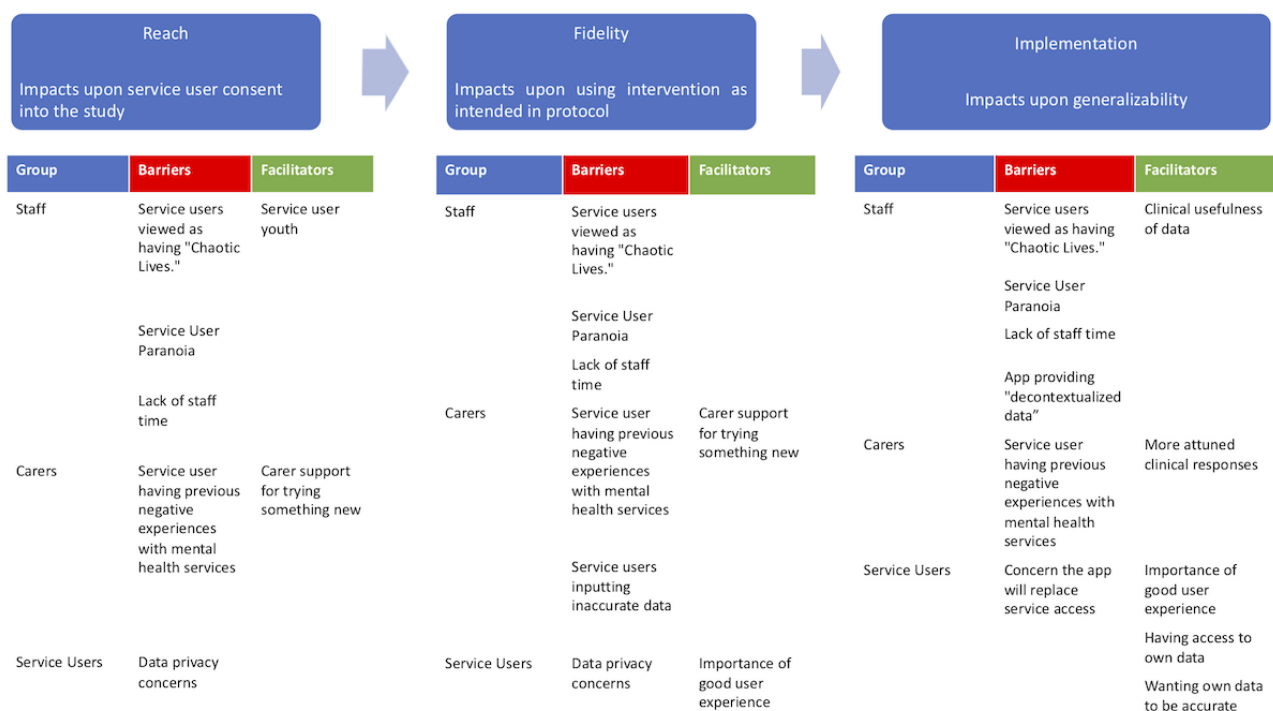 Reach
Impacts upon service user consent
into the study
Fidelity
Impacts upon using intervention as
intended in protocol
Implementation
Impacts upon generalizability
Group
Barriers
Facilitators
Staff
Service users
viewed as
having "Chaotic
Lives."
Service user
youth
Service User
Paranoia
Lack of staff
time
Carers
Service user
having previous
negative
experiences
with mental
health services
Carer support
for trying
something new
Service Users
Data privacy
concerns
Group
Barriers
Facilitators
Staff
Service users
viewed as
having "Chaotic
Lives."
Service User
Paranoia
Lack of staff
time
Carers
Service user
having previous
negative
experiences
with mental
health services
Carer support
for trying
something new
Service users
inputting
inaccurate data
Service Users
Data privacy
concerns
Importance of
good user
experience
Group
Barriers
Facilitators
Staff
Service users
viewed as having
"Chaotic Lives."
Clinical usefulness
of data
Service User
Paranoia
Lack of staff time
App providing
"decontextualized
data”
Carers
Service user
having previous
negative
experiences with
mental health
services
More attuned
clinical responses
Service Users
Concern the app
will replace
service access
Importance of
good user
experience
Having access to
own data
Wanting own data
to be accurate